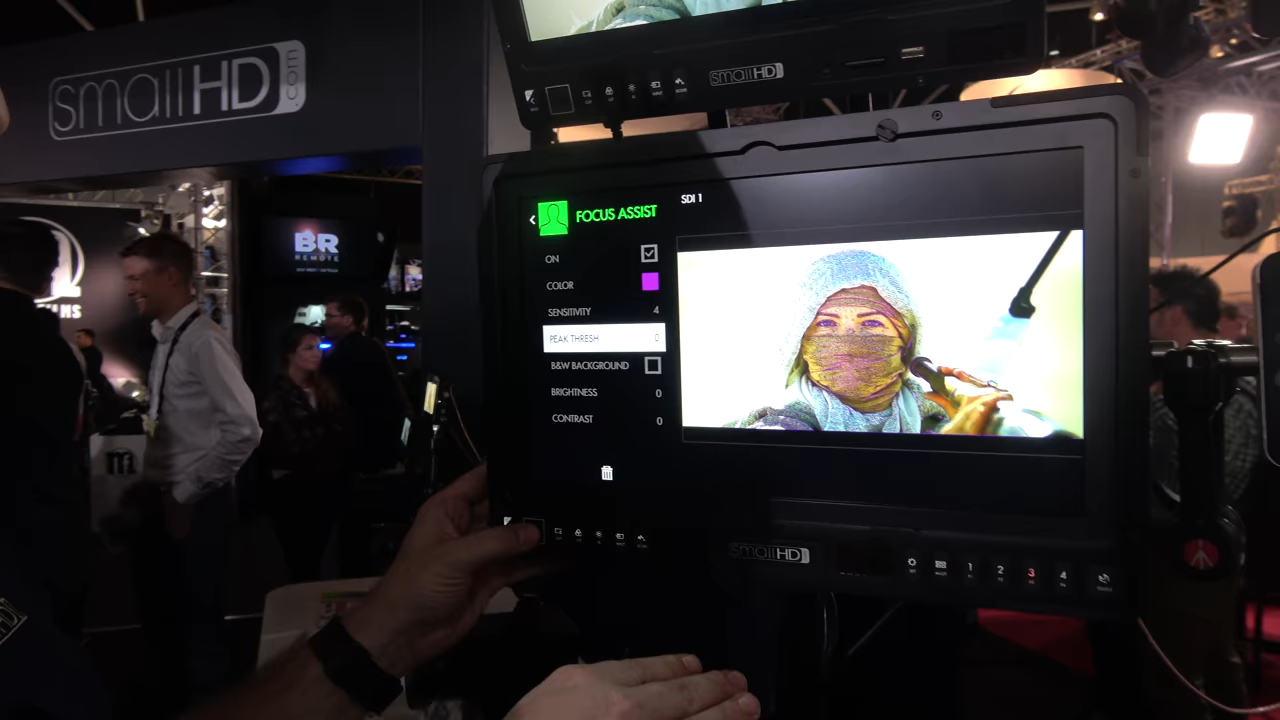 smallHD.com
smallHD
BR
REMOTE
FOCUS ASSIST
SDI 1
ON
COLOR
SENSITIVITY 4
PEAK THRESH 0
B&W BACKGROUND
BRIGHTNESS 0
CONTRAST 0
smallHD
1 2 3 4